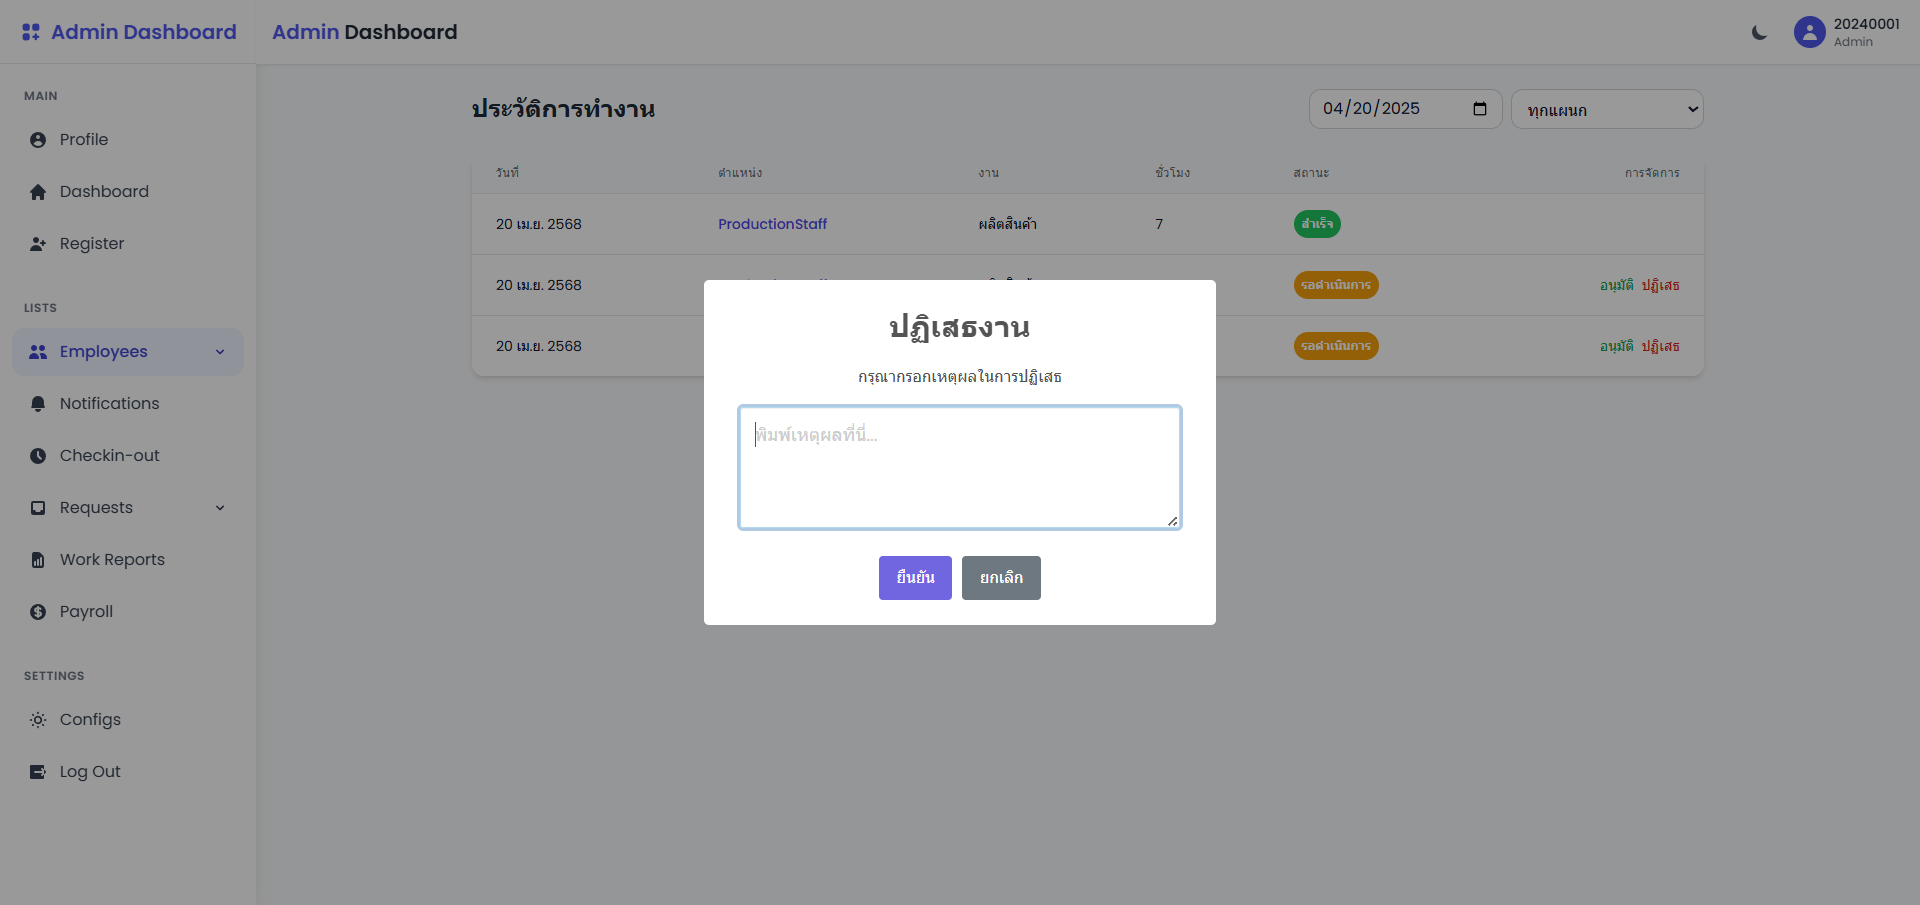 Admin Dashboard
Admin Dashboard
20240001
Admin
MAIN
Profile
Dashboard
Register
LISTS
Employees
Notifications
Checkin-out
Requests
Work Reports
Payroll
SETTINGS
Configs
Log Out
ประวัติการทำงาน
04/20/2025
ทุกแผนก
วันที่ ตำแหน่ง งาน ชั่วโมง สถานะ การจัดการ
20 เม.ย. 2568 ProductionStaff ผลิตสินค้า 7 สำเร็จ
20 เม.ย. 2568 รอดำเนินการ อนุมัติ ปฏิเสธ
20 เม.ย. 2568 รอดำเนินการ อนุมัติ ปฏิเสธ
ปฏิเสธงาน
กรุณากรอกเหตุผลในการปฏิเสธ
พิมพ์เหตุผลที่นี่...
ยืนยัน ยกเลิก